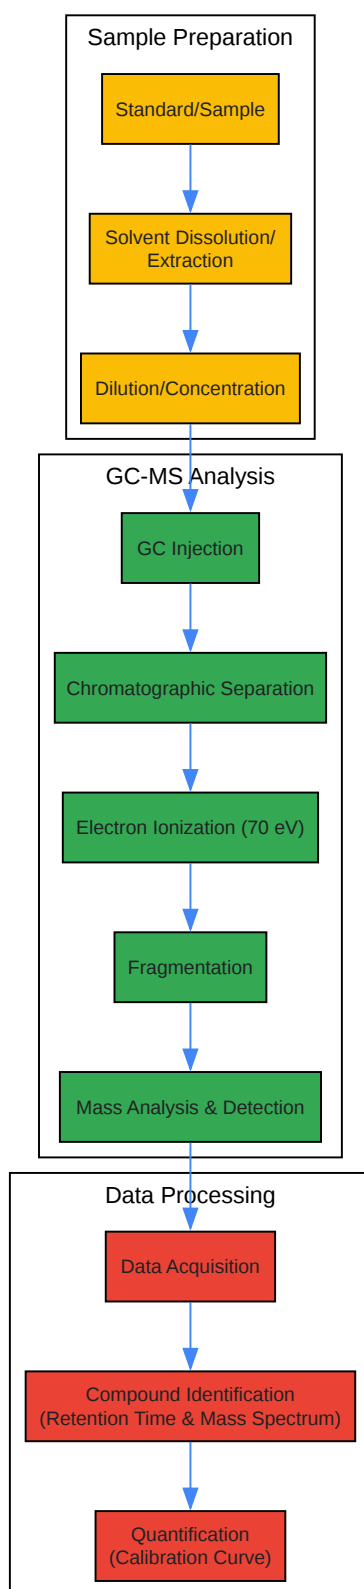 Sample Preparation
Standard/Sample
Solvent Dissolution/
Extraction
Dilution/Concentration
GC-MS Analysis
GC Injection
Chromatographic Separation
Electron Ionization (70 eV)
Fragmentation
Mass Analysis & Detection
Data Processing
Data Acquisition
Compound Identification
(Retention Time & Mass Spectrum)
Quantification
(Calibration Curve)